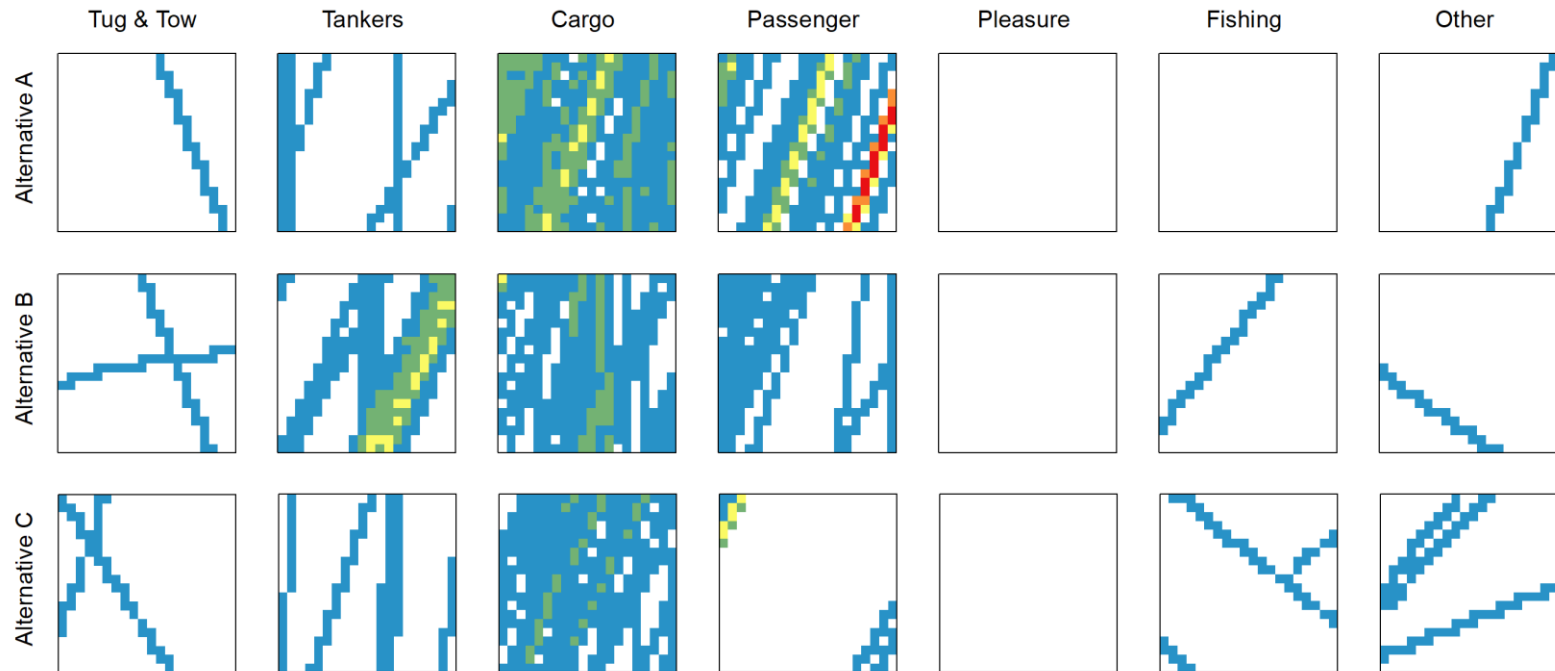 Tug & Tow Tankers Cargo Passenger Pleasure Fishing Other
Alternative A
Alternative B
Alternative C